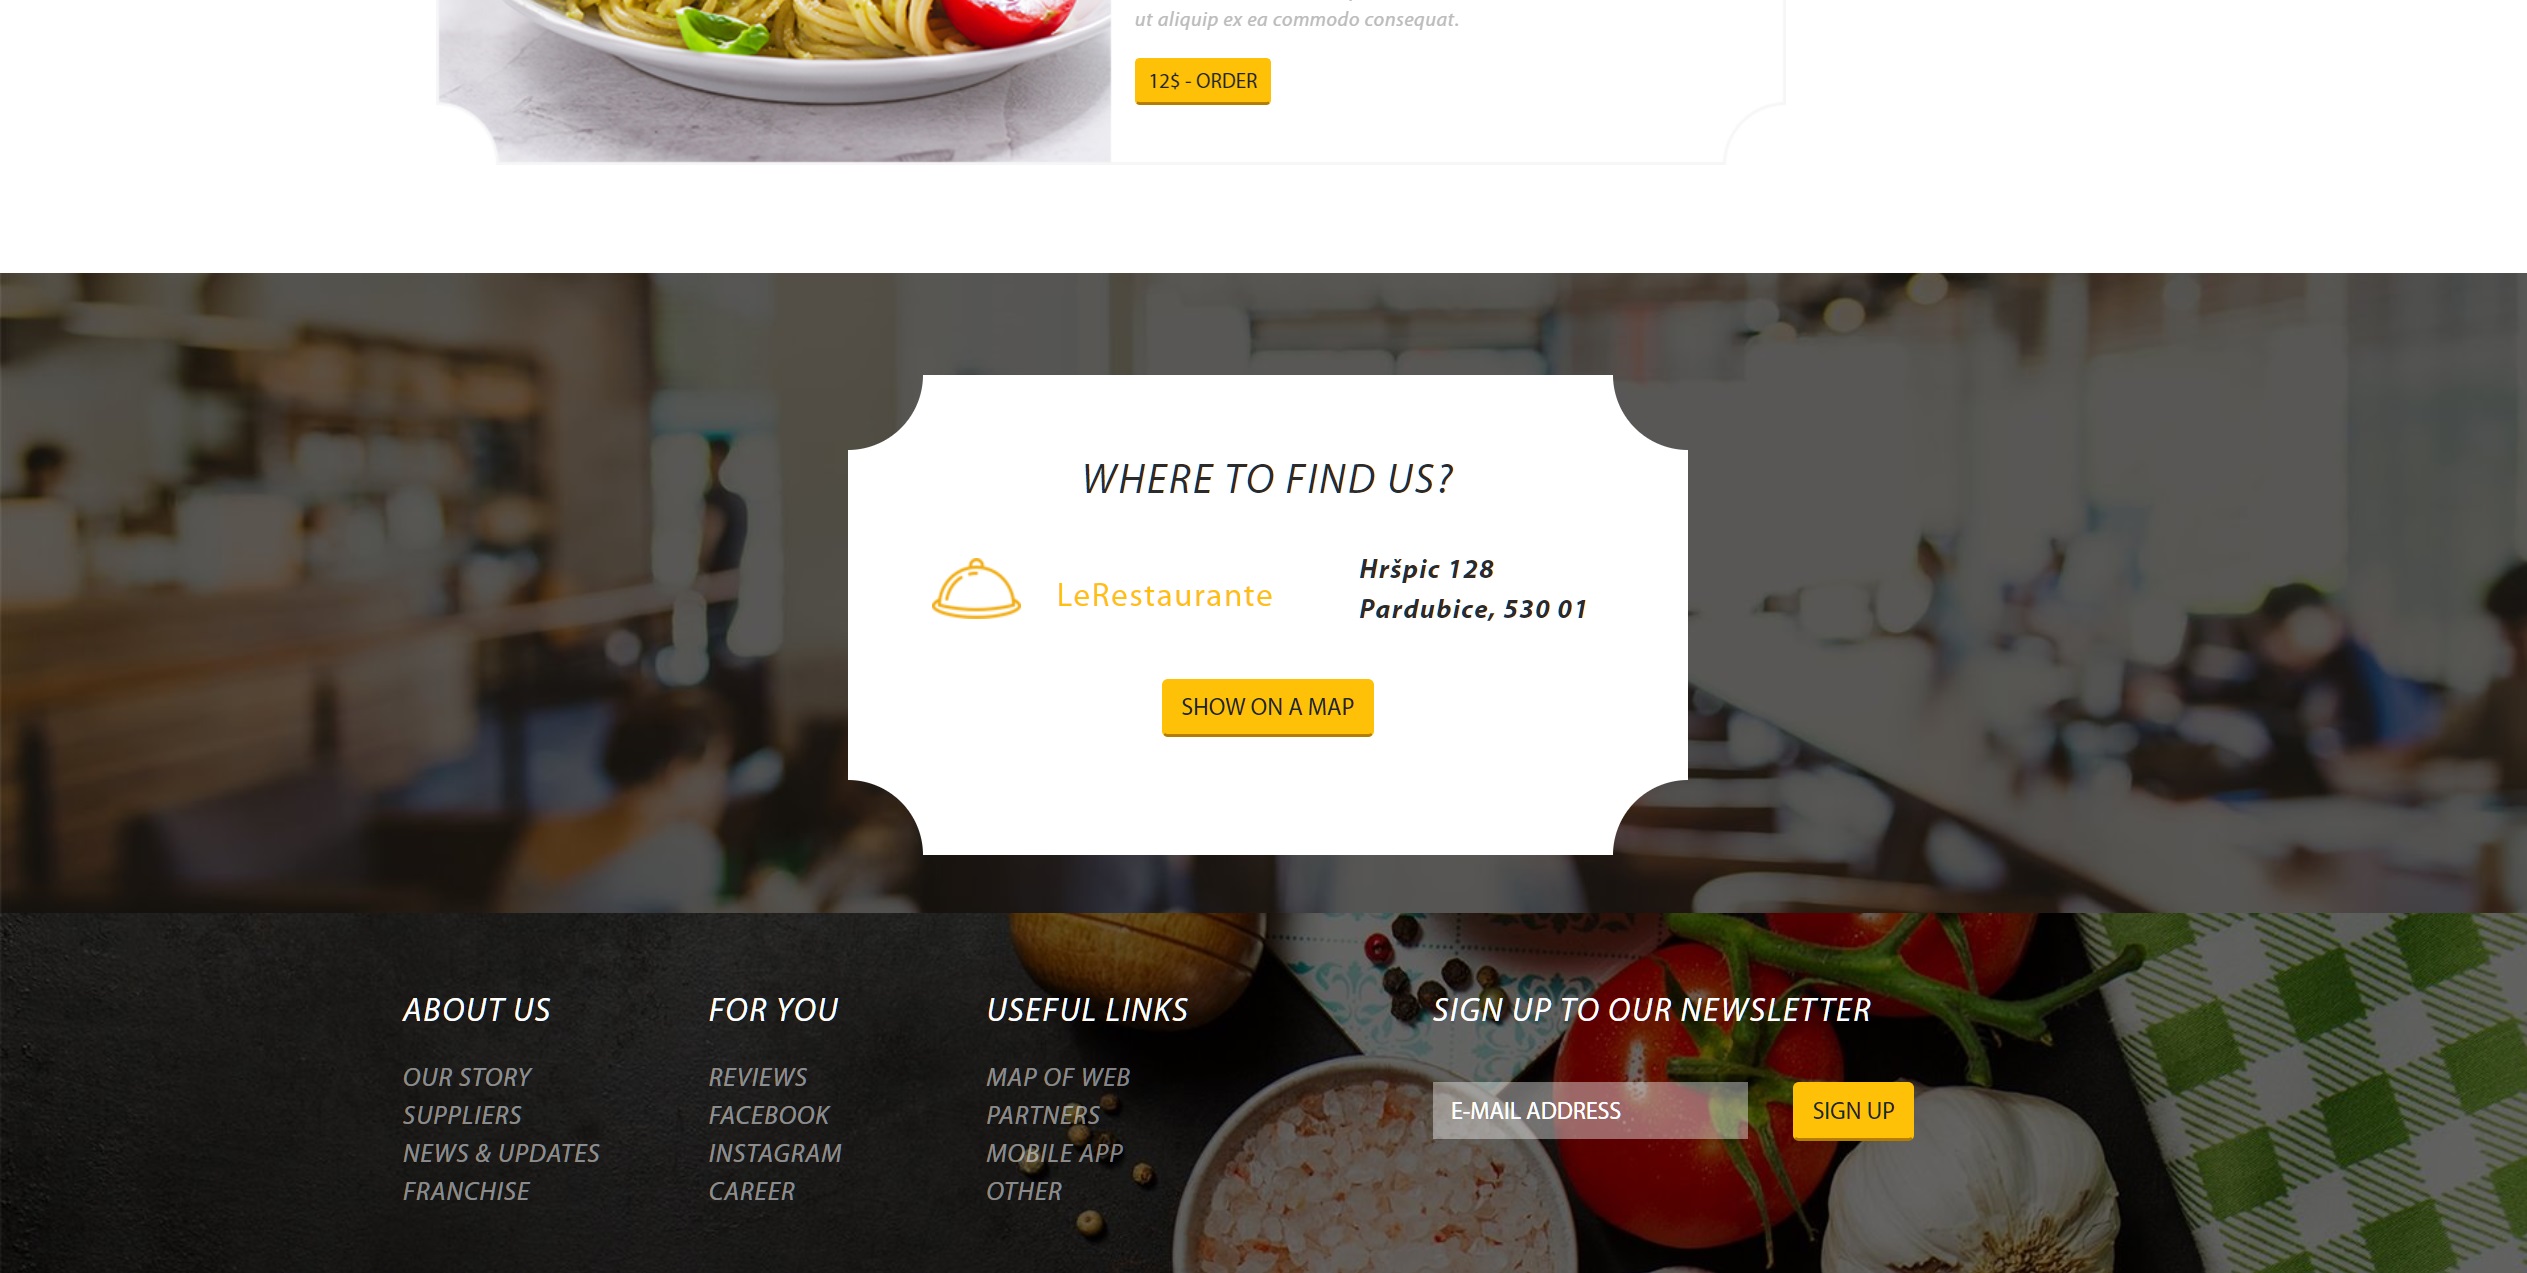 ut aliquip ex ea commodo consequat.
12$ - ORDER
WHERE TO FIND US?
LeRestaurante
Hršpic 128
Pardubice, 530 01
SHOW ON A MAP
ABOUT US
OUR STORY
SUPPLIERS
NEWS & UPDATES
FRANCHISE
FOR YOU
REVIEWS
FACEBOOK
INSTAGRAM
CAREER
USEFUL LINKS
MAP OF WEB
PARTNERS
MOBILE APP
OTHER
SIGN UP TO OUR NEWSLETTER
E-MAIL ADDRESS
SIGN UP